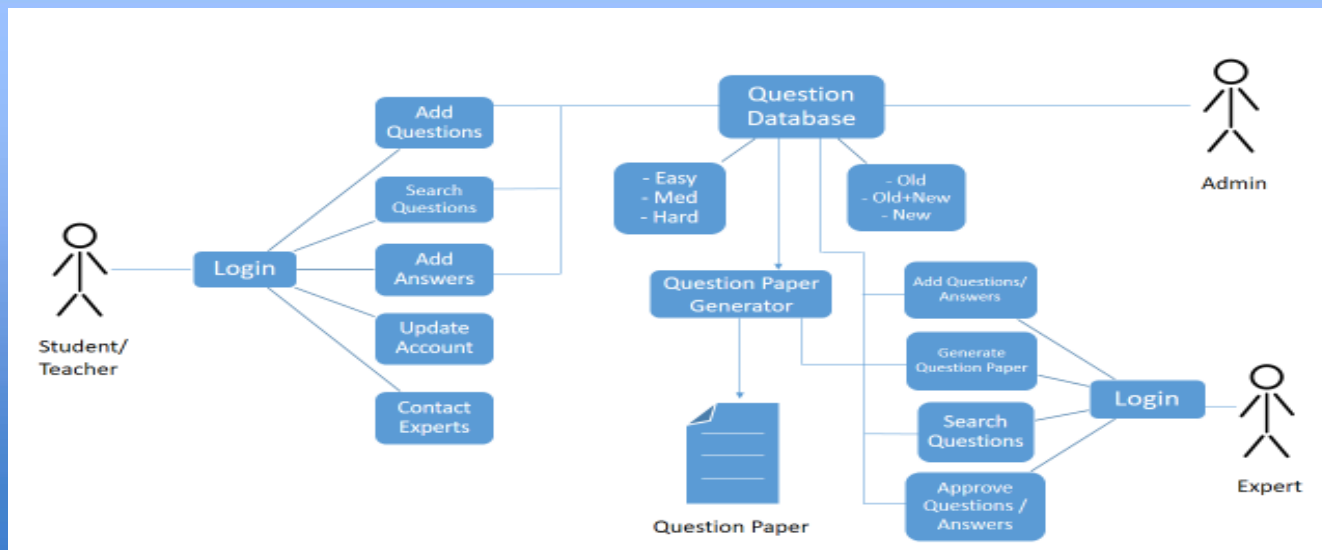 Add
Questions
Search
Questions
Add
Answers
Update
Account
Contact
Experts
Login
Student/
Teacher
Question
Database
- Easy
- Med
- Hard
- Old
- Old+New
- New
Question Paper
Generator
Question Paper
Add Questions/
Answers
Generate
Question Paper
Search
Questions
Approve
Questions /
Answers
Login
Admin
Expert